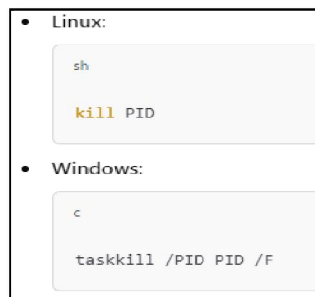 • Linux:
sh
kill PID
• Windows:
c
taskkill /PID PID /F